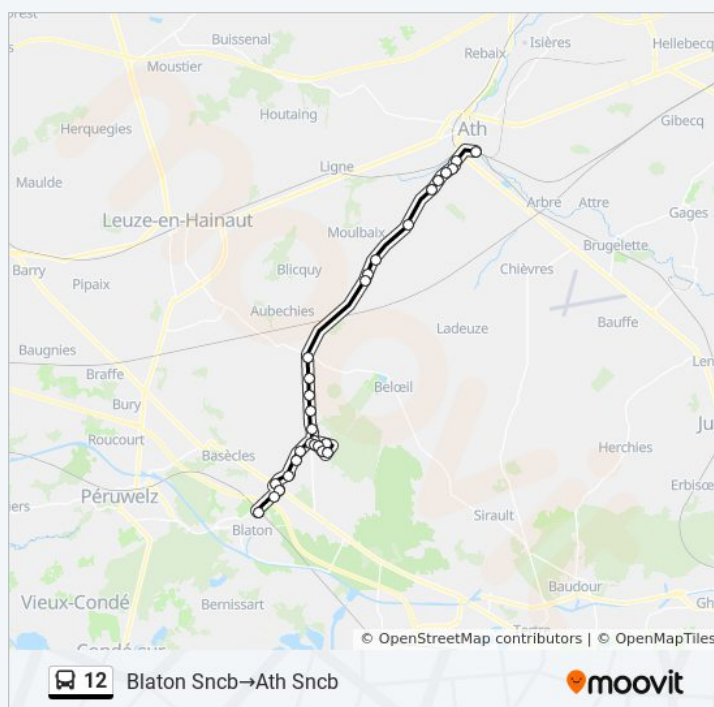 Buissenal
Isières
Rebaix
Hellebecq
Moustier
Houtaing
Gibecq
Ath
Herquegies
Ligne
Maulde
Arbre
Attre
Leuze-en-Hainaut
Moulbaix
Gages
Brugelette
Barry
Blicquy
Chièvres
Pipaix
Aubechies
Bauffe
Ladeuze
Baugnies
Braffe
Belœil
Bury
Roucourt
Herchies
Basècles
Péruwelz
Sirault
Blaton
Baudour
Vieux-Condé
Bernissart
© OpenStreetMap contributors | © OpenMapTiles
12 Blaton Sncb→Ath Sncb
moovit